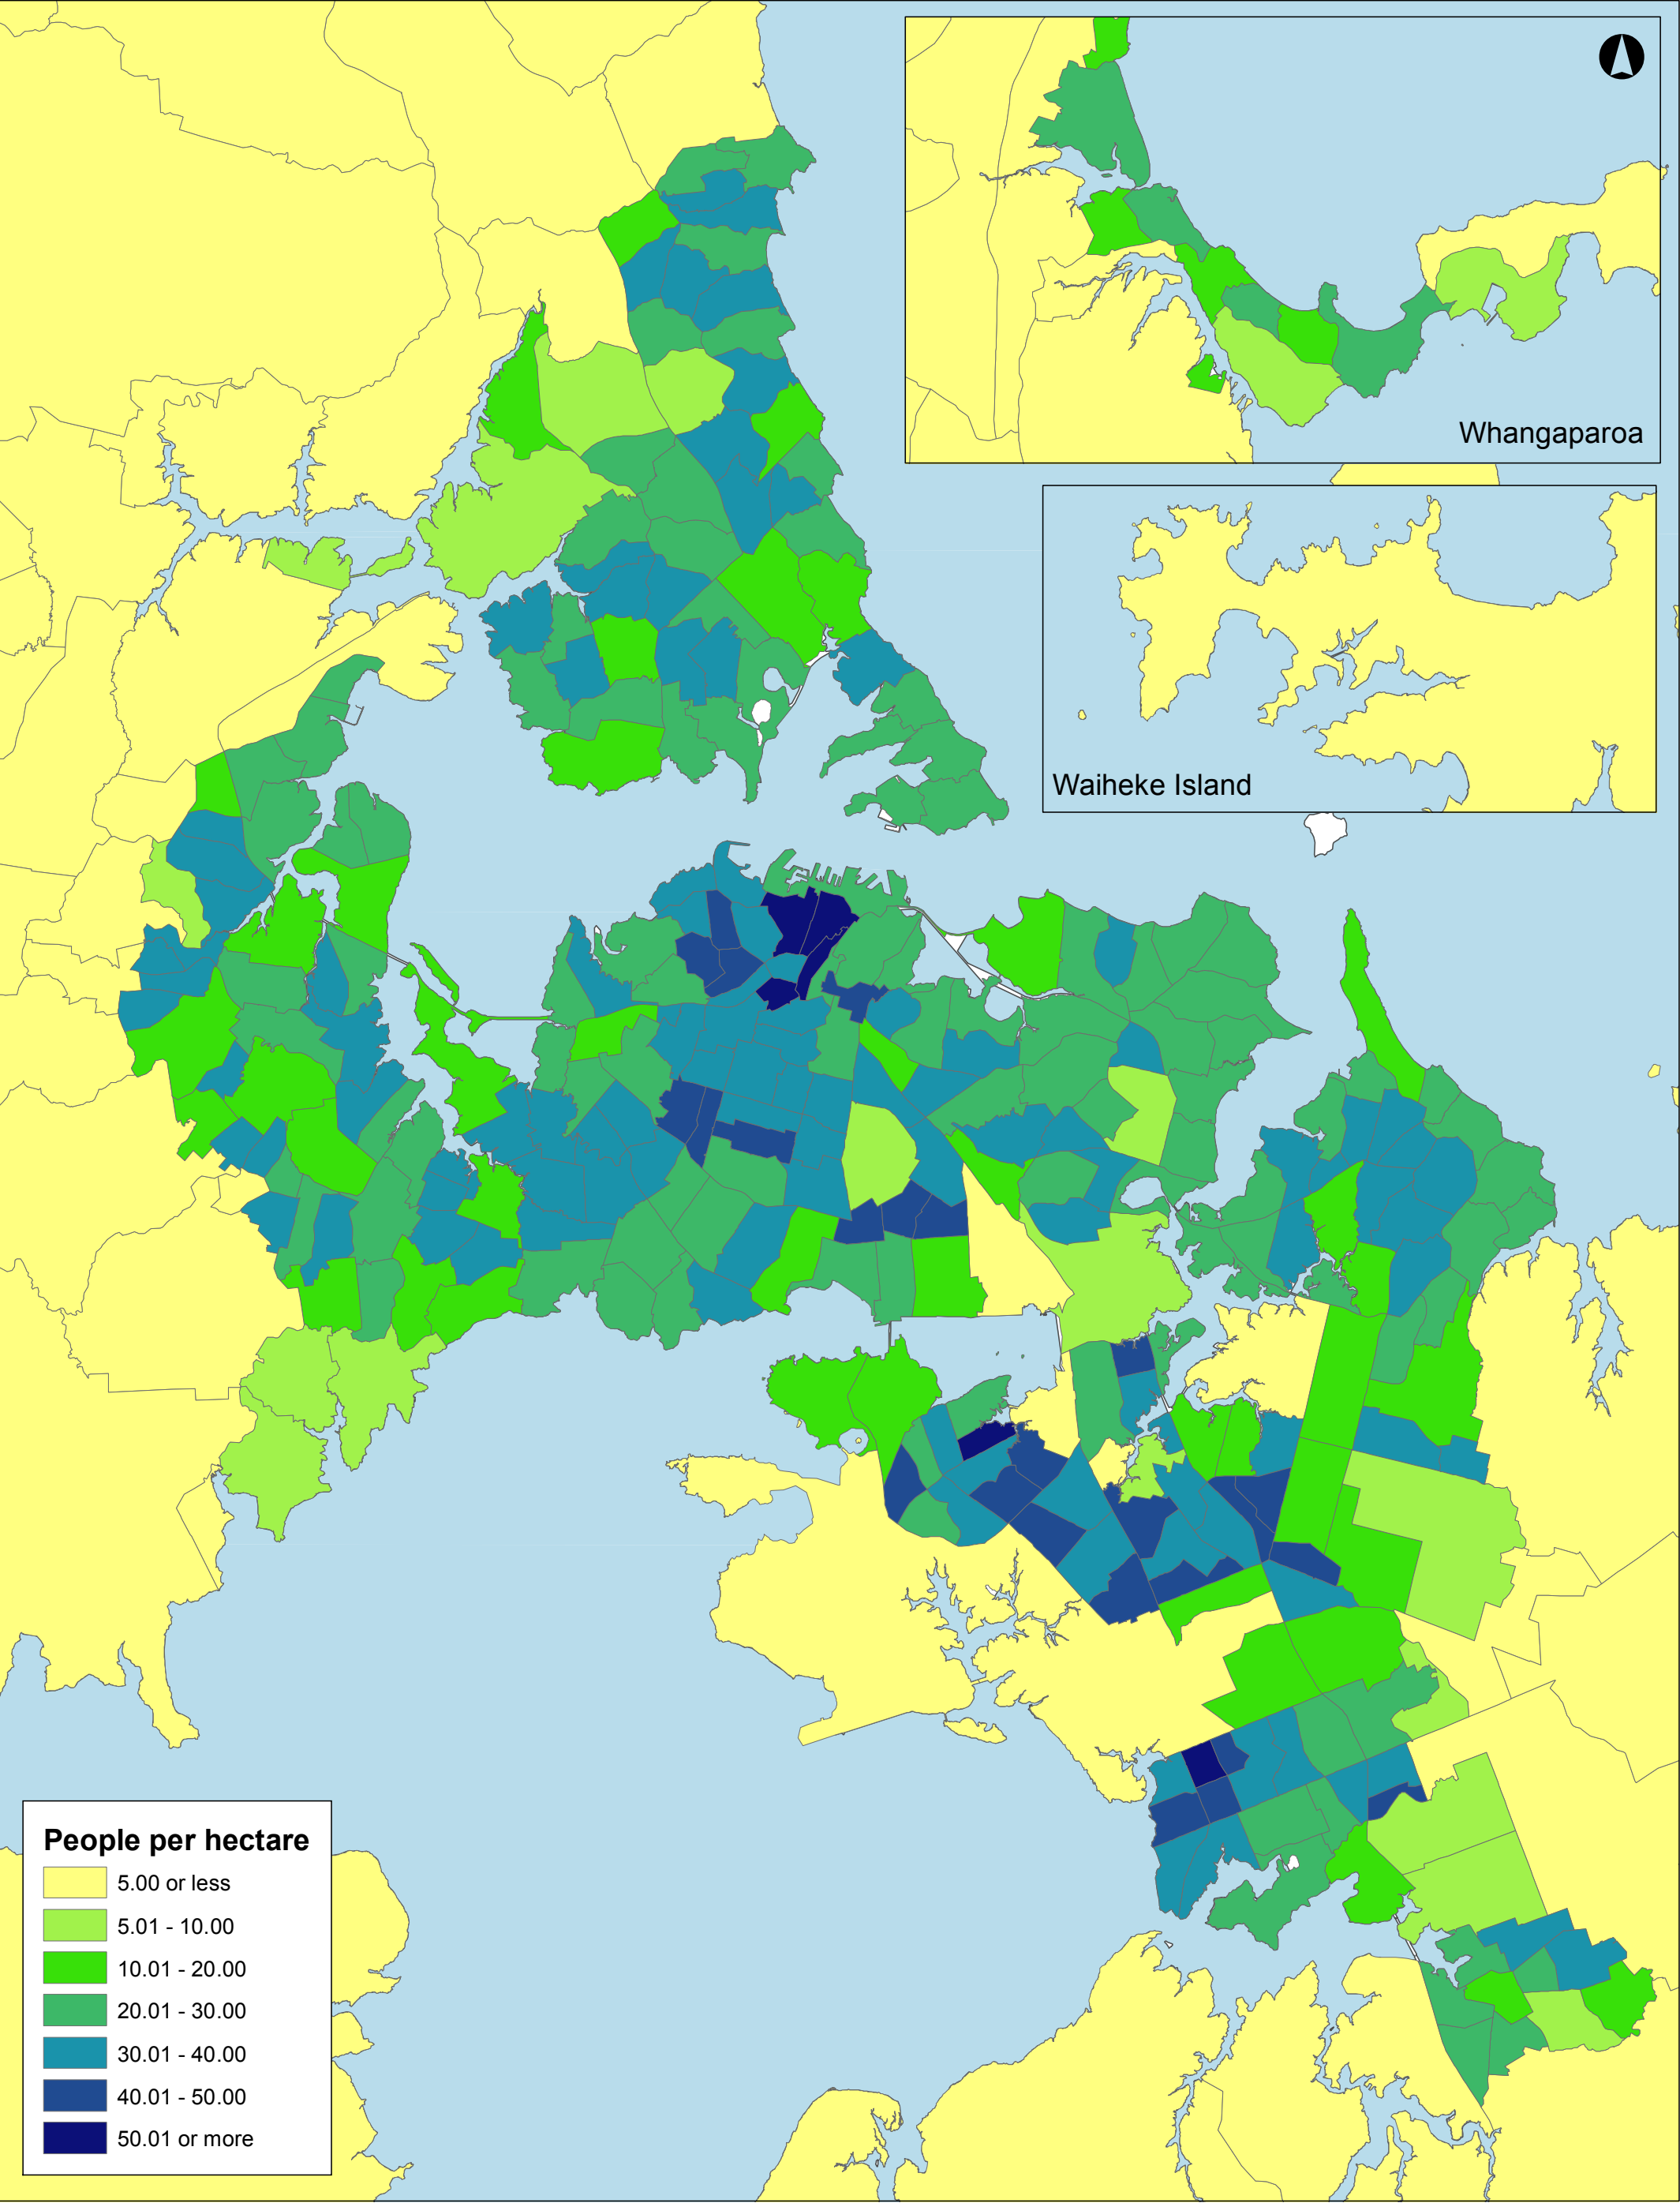 Whangaparoa
Waiheke Island
People per hectare
5.00 or less
5.01 - 10.00
10.01 - 20.00
20.01 - 30.00
30.01 - 40.00
40.01 - 50.00
50.01 or more